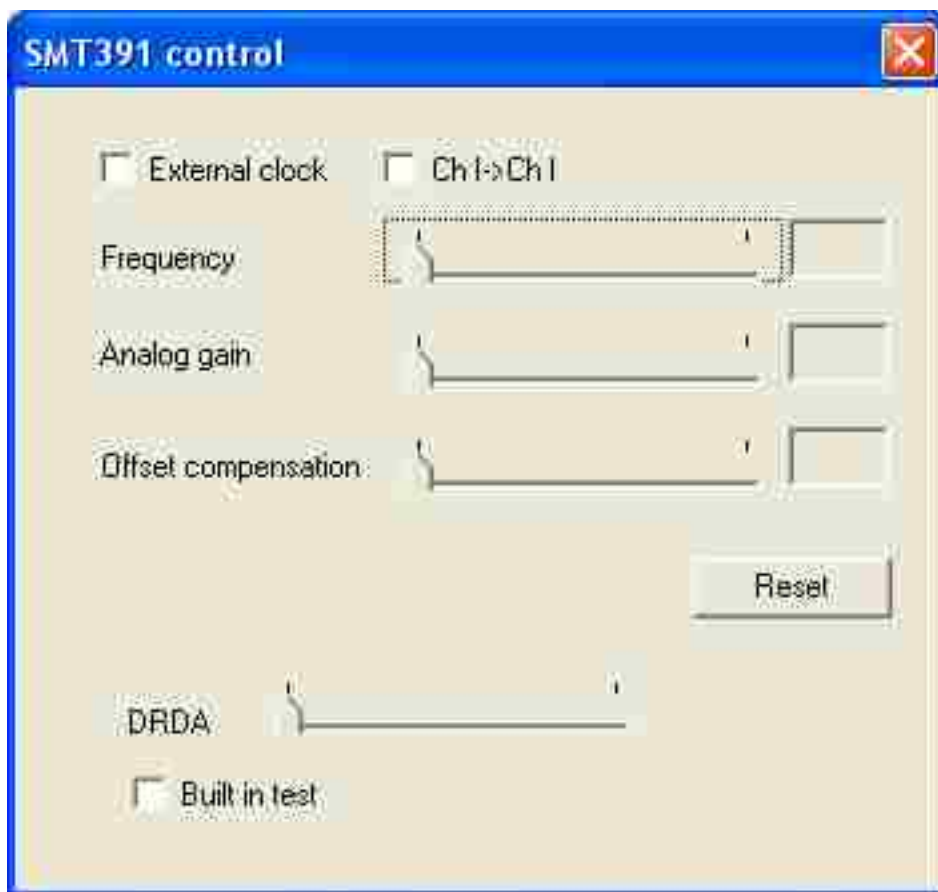 SMT391 control
External clock
Ch I->Ch I
Frequency
Analog gain
Offset compensation
Reset
DRDA
Built in test